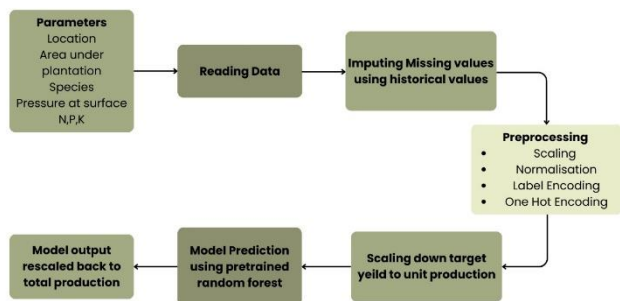 Parameters
Location
Area under
plantation
Species
Pressure at surface
N,P,K
Reading Data
Imputing Missing values
using historical values
Preprocessing
• Scaling
• Normalisation
• Label Encoding
• One Hot Encoding
Scaling down target
yeild to unit production
Model Prediction
using pretrained
random forest
Model output
rescaled back to
total production